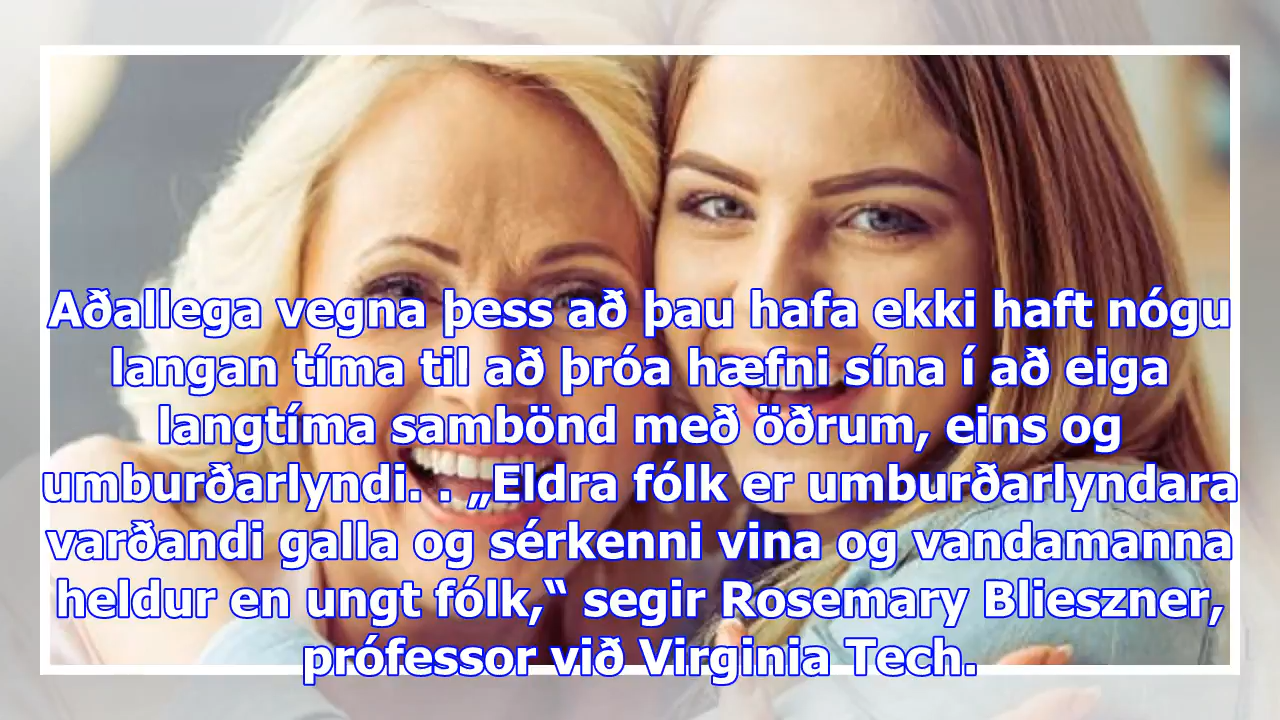 Aðallega vegna þess að þau hafa ekki haft nógu
langan tíma til að þróa hæfni sína í að eiga
langtíma sambönd með öðrum, eins og
umburðarlyndi. . „Eldra fólk er umburðarlyndara
varðandi galla og sérkenni vina og vandamanna
heldur en ungt fólk,“ segir Rosemary Blieszner,
prófessor við Virginia Tech.